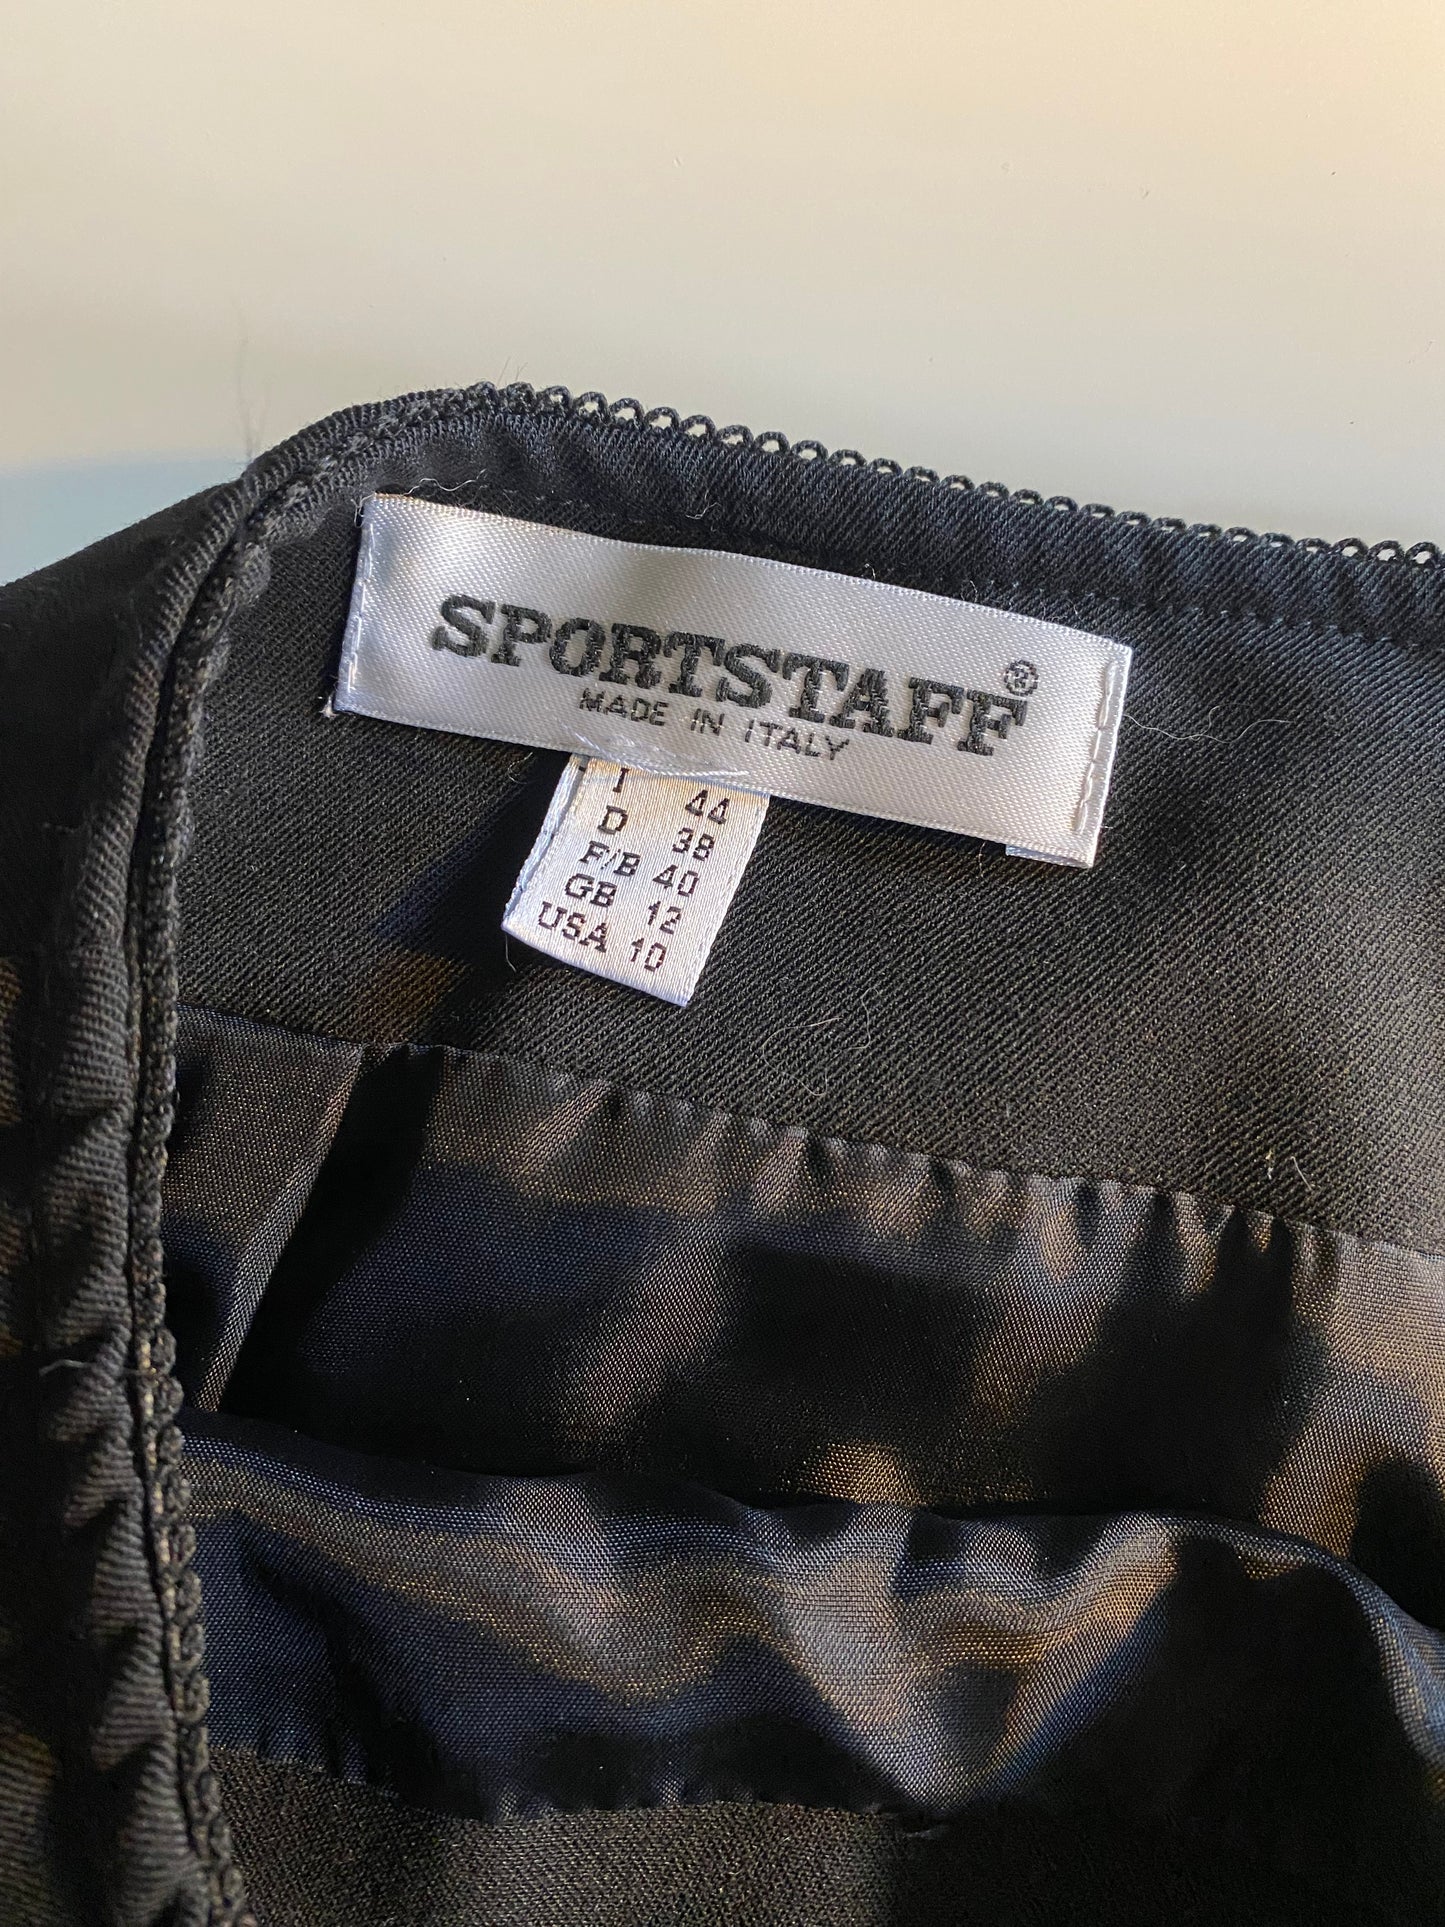 SPORTSTAFF®
MADE IN ITALY
I 44
D 38
F/B 40
GB 12
USA 10